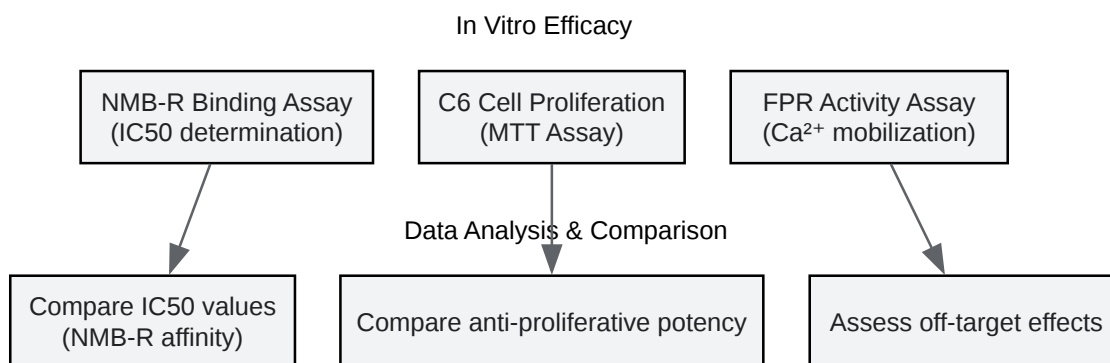 In Vitro Efficacy
NMB-R Binding Assay
(IC50 determination)
C6 Cell Proliferation
(MTT Assay)
FPR Activity Assay
(Ca²⁺ mobilization)
Data Analysis & Comparison
Compare IC50 values
(NMB-R affinity)
Compare anti-proliferative potency
Assess off-target effects